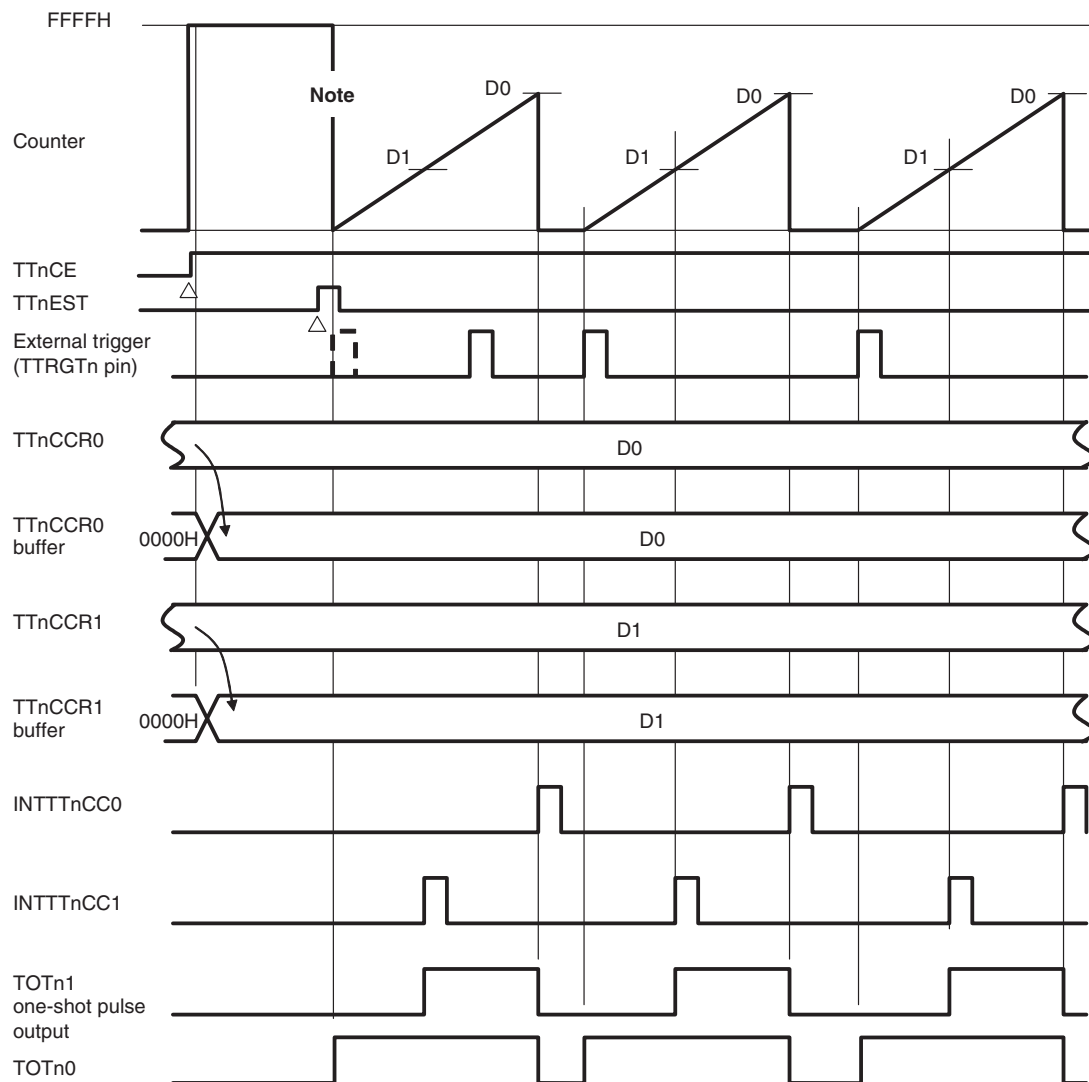 FFFFH
Note
D0
D0
D0
Counter
D1
D1
D1
TTnCE
TTnEST
External trigger
(TTRGTn pin)
TTnCCR0
D0
TTnCCR0
buffer
0000H
D0
TTnCCR1
D1
TTnCCR1
buffer
0000H
D1
INTTTnCC0
INTTTnCC1
TOTn1
one-shot pulse
output
TOTn0